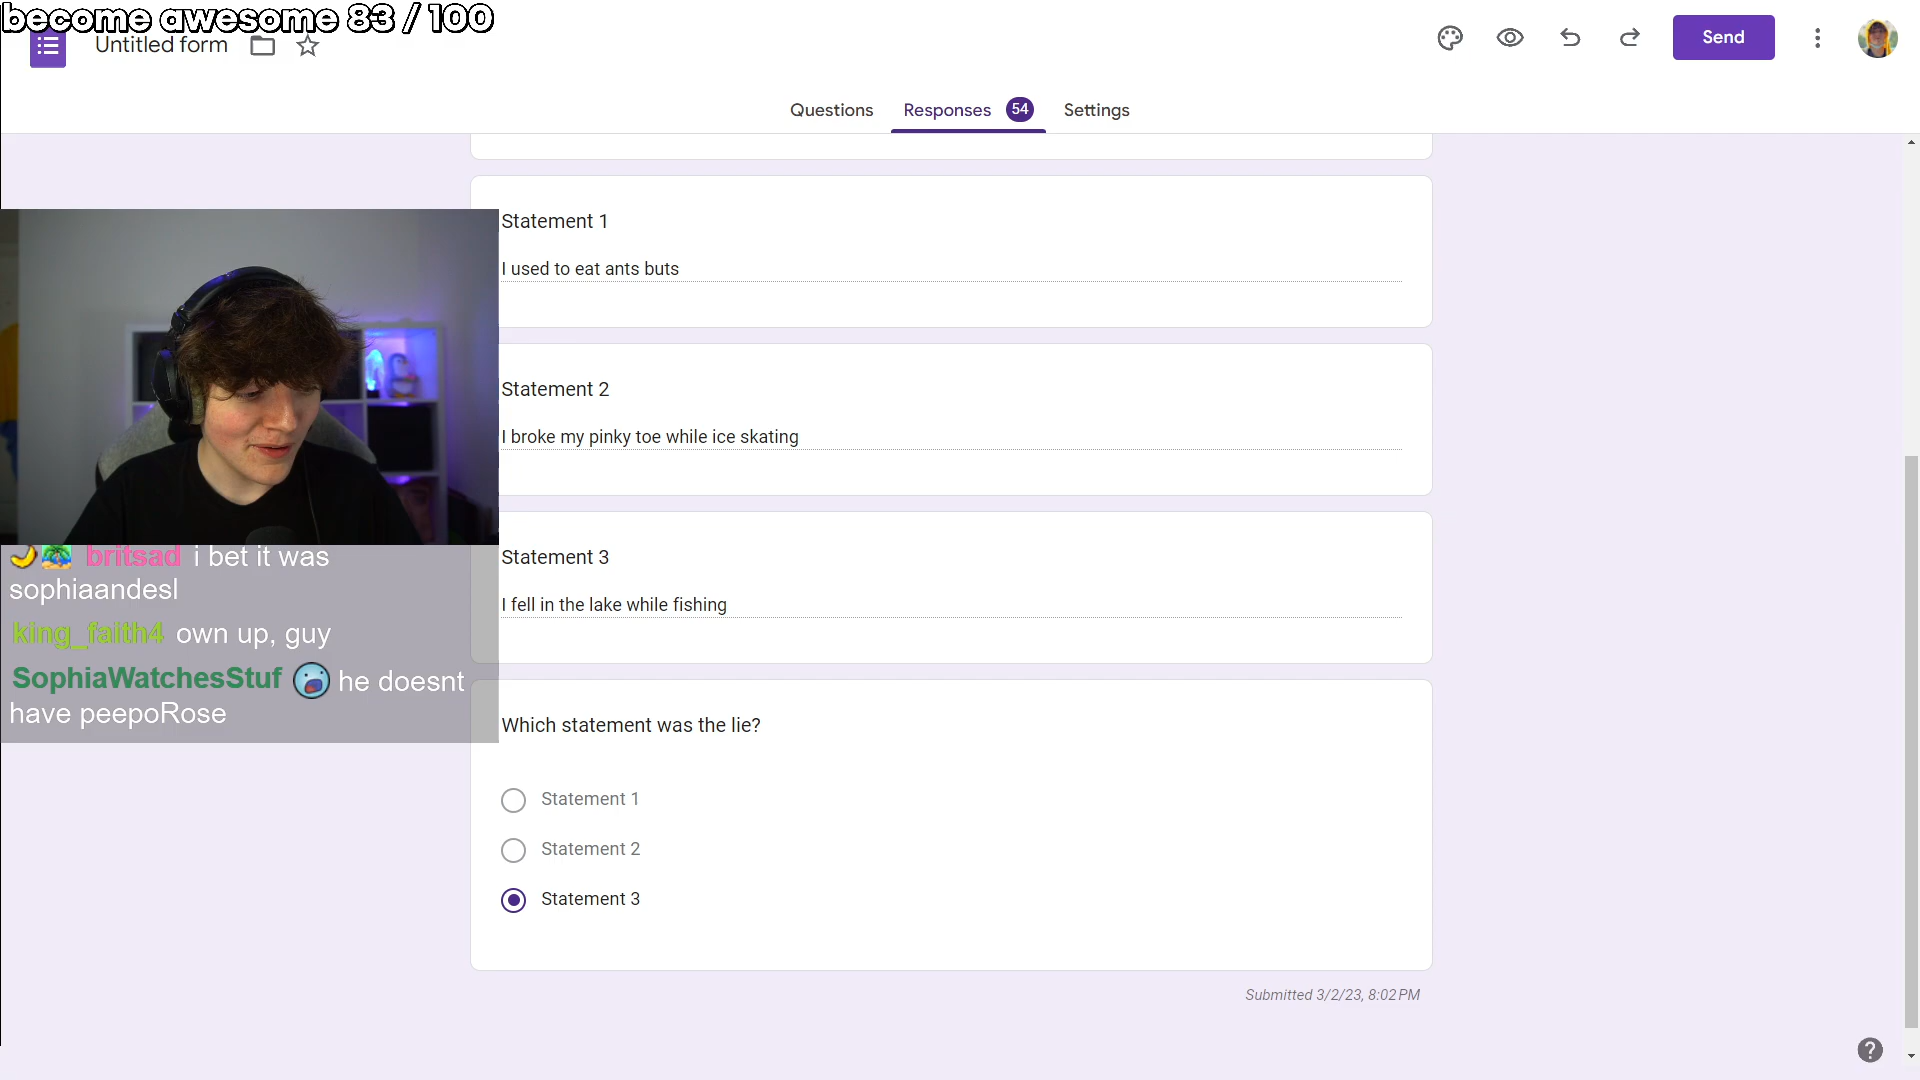 become awesome 83 / 100
Untitled form
Send
Questions
Responses 54
Settings
Statement 1
I used to eat ants buts
Statement 2
I broke my pinky toe while ice skating
Statement 3
I fell in the lake while fishing
britsad i bet it was
sophiaandesl
king_faith4 own up, guy
SophiaWatchesStuf he doesnt
have peepoRose
Which statement was the lie?
Statement 1
Statement 2
Statement 3
Submitted 3/2/23, 8:02 PM